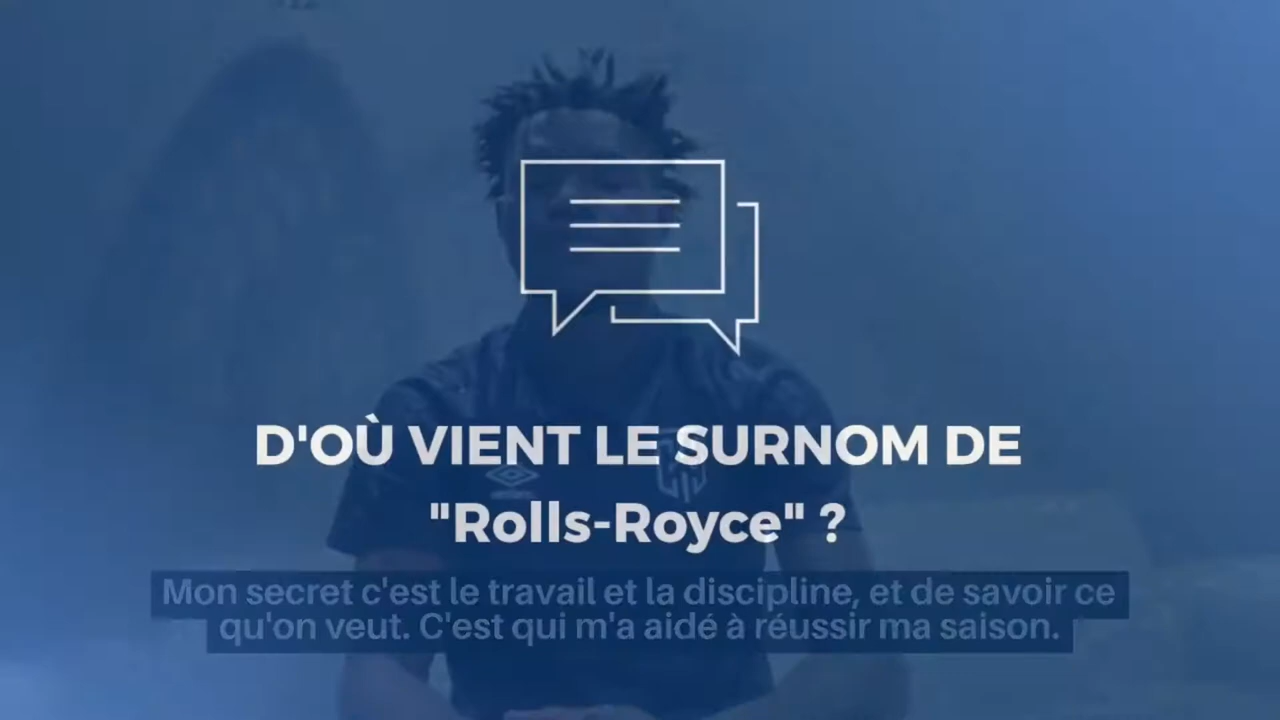 D'OÙ VIENT LE SURNOM DE
"Rolls-Royce" ?
Mon secret c'est le travail et la discipline, et de savoir ce
qu'on veut. C'est qui m'a aidé à réussir ma saison.